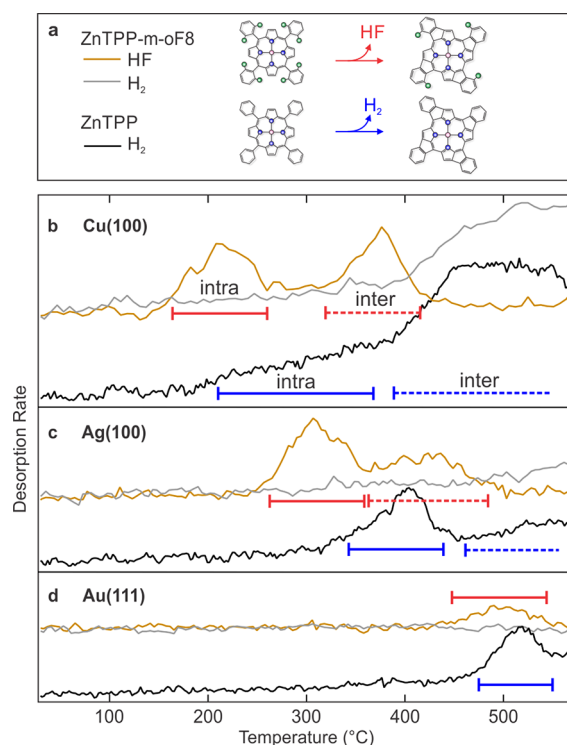 a
ZnTPP-m-oF8
HF
H₂
ZnTPP
H₂
HF
H₂
b Cu(100)
intra
inter
intra
inter
c Ag(100)
d Au(111)
Desorption Rate
100 200 300 400 500
Temperature (°C)